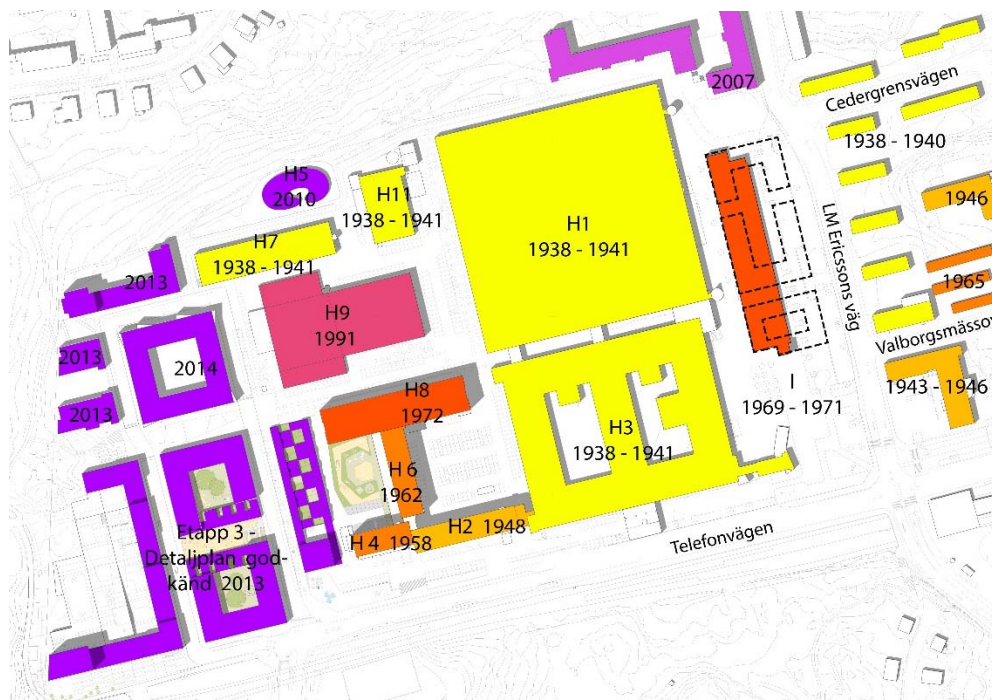 2007
Cedergrensvägen
1938 - 1940
H5
2010
H11
1938 - 1941
H1
1938 - 1941
1946
H7
1938 - 1941
LM Ericssons väg
2013
1965
H9
1991
Valborgsmässo
2013
2014
1943 - 1946
I
1969 - 1971
H8
1972
2013
H3
1938 - 1941
H 6
1962
H2 1948
H 4 1958
Telefonvägen
Etapp 3 -
Detaljplan god-
känd 2013